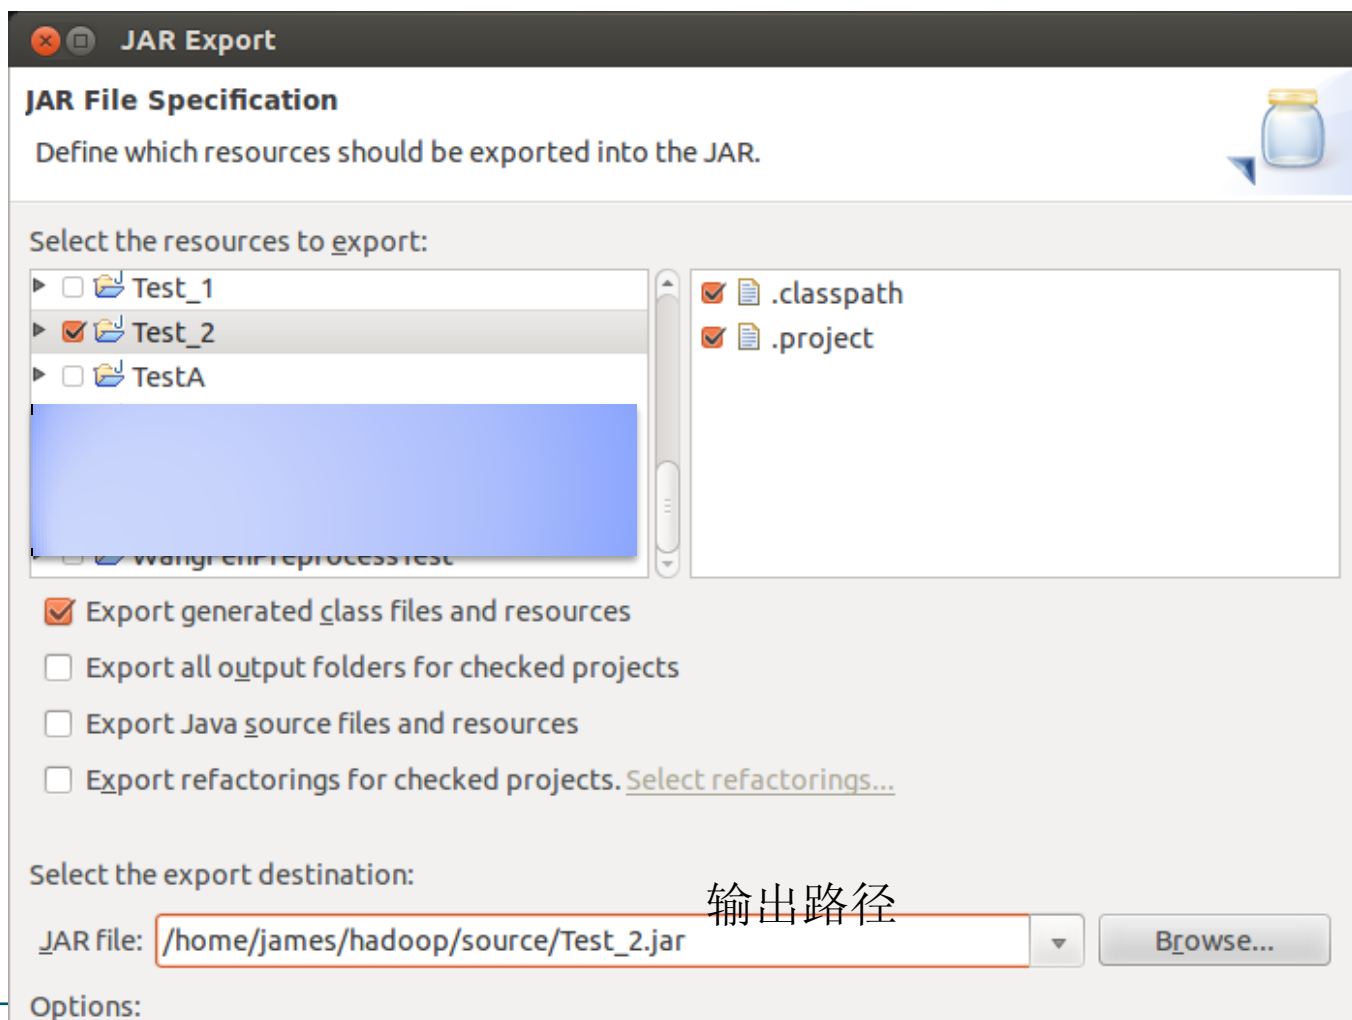 JAR Export
JAR File Specification
Define which resources should be exported into the JAR.
Select the resources to export:
Test_1
Test_2
TestA
WangrenPreprocessTest
.classpath
.project
Export generated class files and resources
Export all output folders for checked projects
Export Java source files and resources
Export refactorings for checked projects. Select refactorings...
Select the export destination:
输出路径
JAR file: /home/james/hadoop/source/Test_2.jar
Browse...
Options: